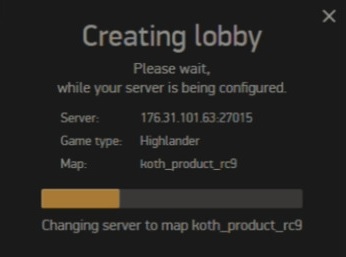 Creating lobby
Please wait,
while your server is being configured.
Server: 176.31.101.63:27015
Game type: Highlander
Map: koth_product_rc9
Changing server to map koth_product_rc9